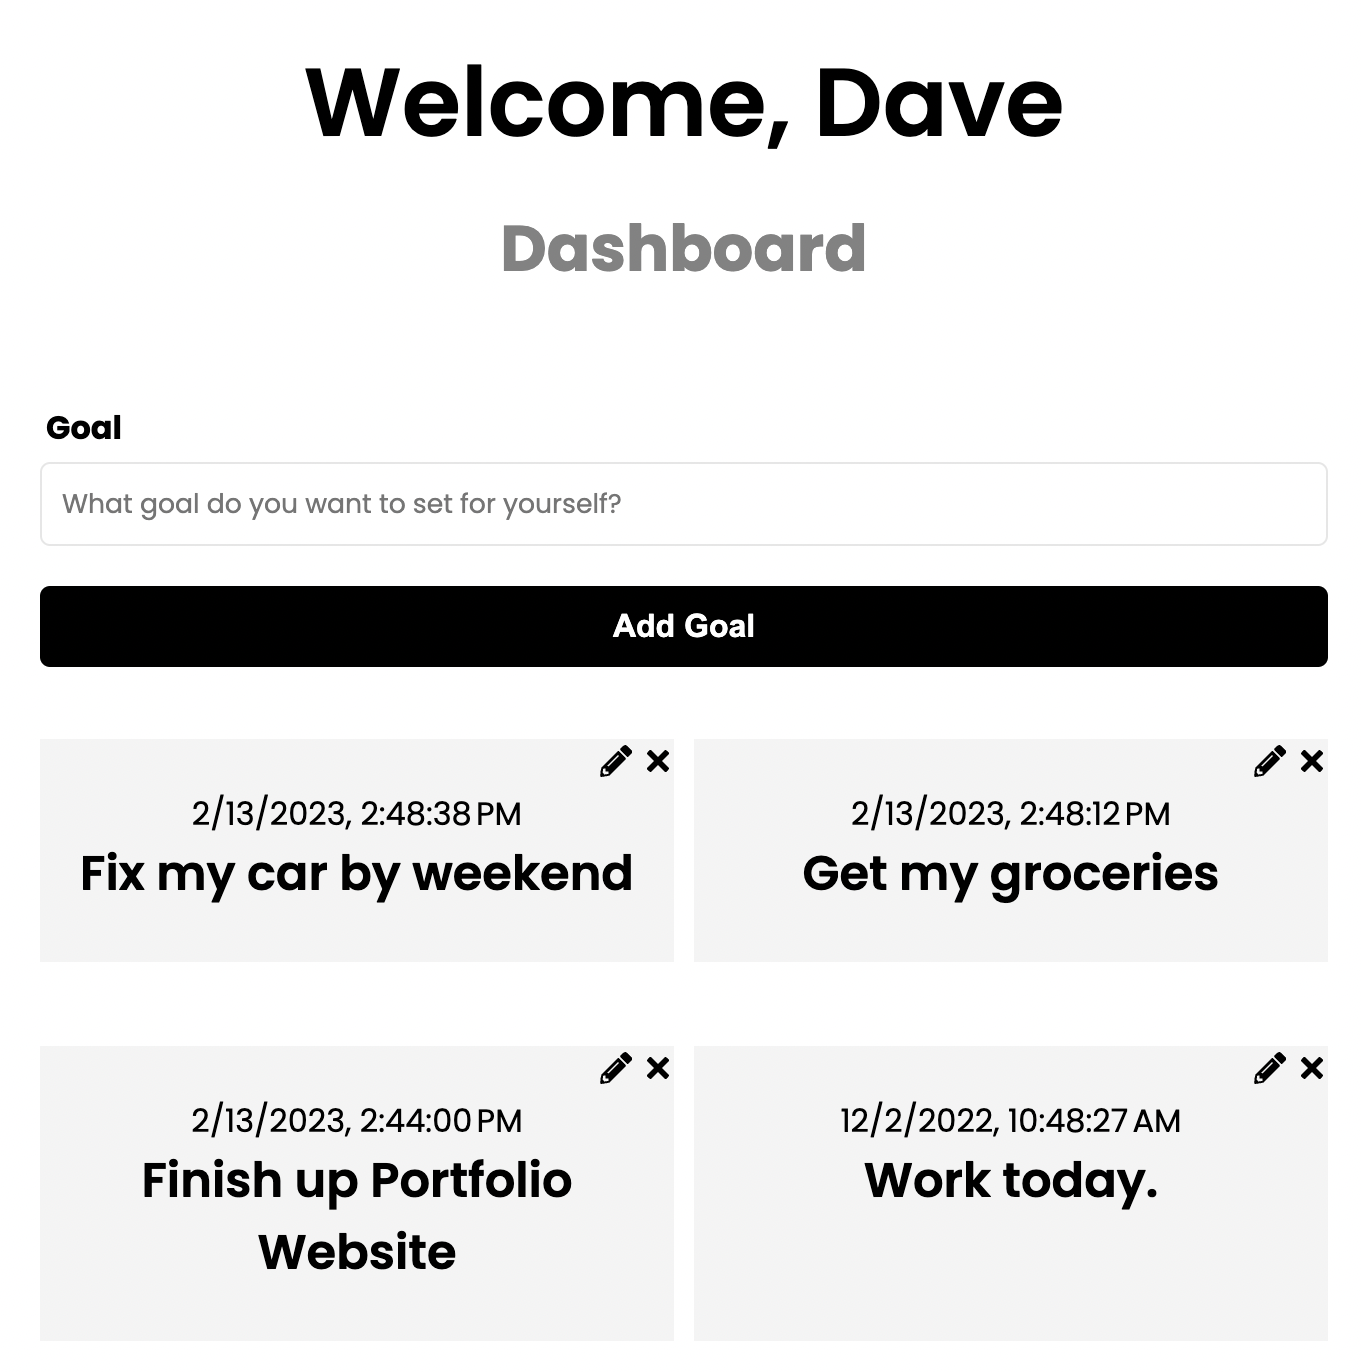 Welcome, Dave
Dashboard
Goal
What goal do you want to set for yourself?
Add Goal
2/13/2023, 2:48:38 PM
Fix my car by weekend
2/13/2023, 2:48:12 PM
Get my groceries
2/13/2023, 2:44:00 PM
Finish up Portfolio
Website
12/2/2022, 10:48:27 AM
Work today.